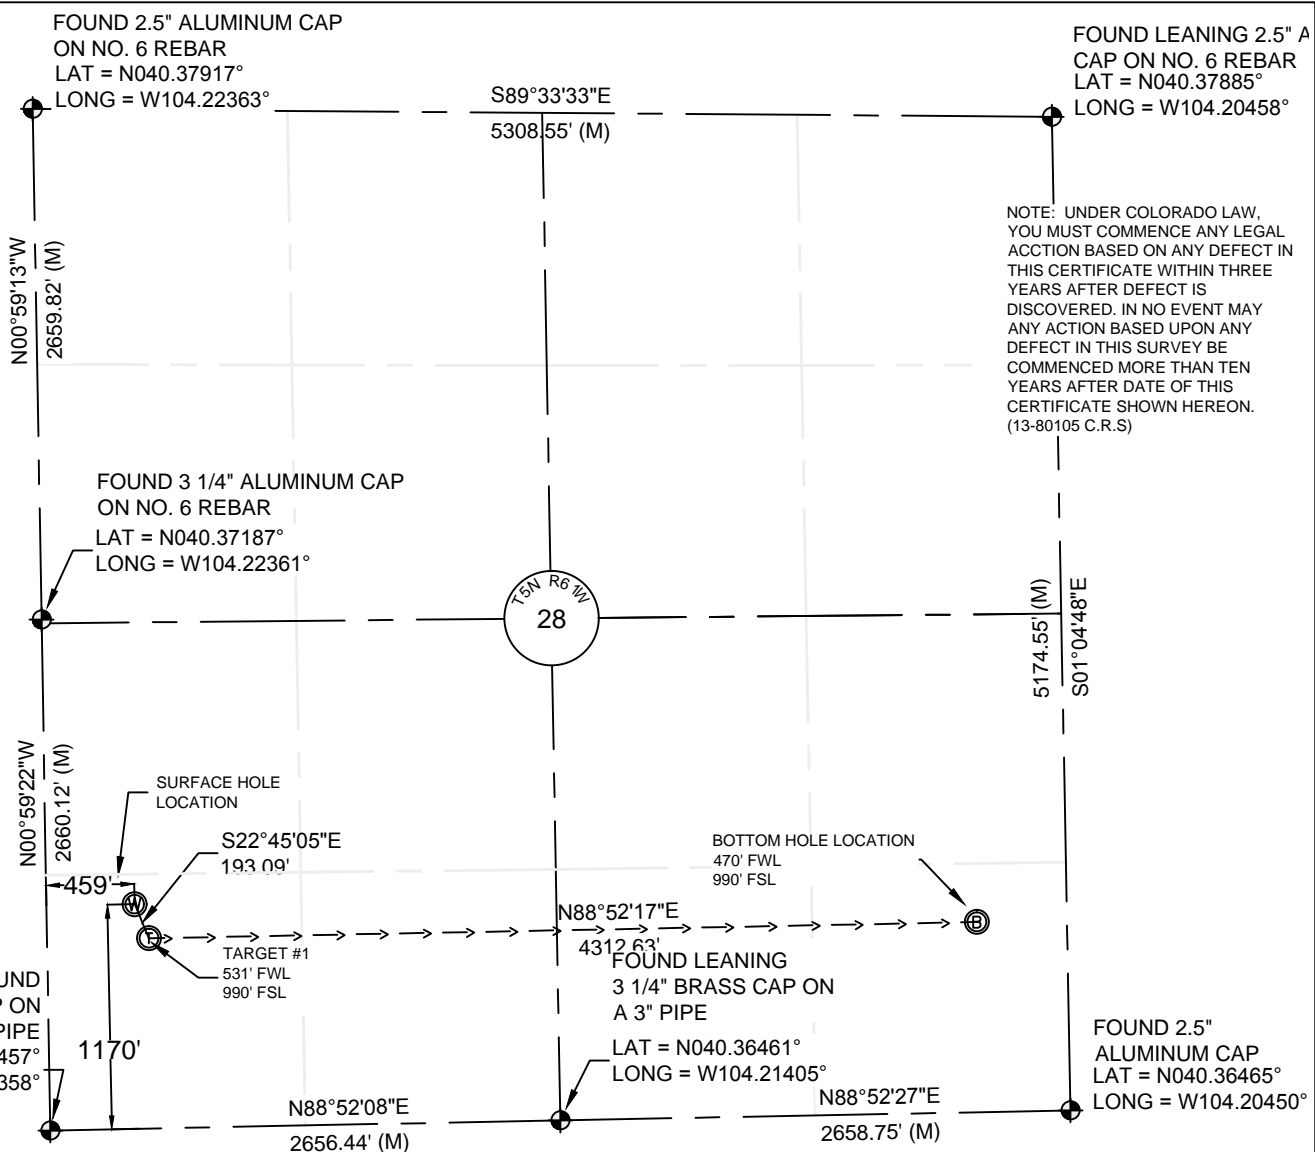 FOUND 2.5" ALUMINUM CAP
ON NO. 6 REBAR
LAT = N040.37917°
LONG = W104.22363°
S89°33'33"E
5308.55' (M)
FOUND LEANING 2.5" A
CAP ON NO. 6 REBAR
LAT = N040.37885°
LONG = W104.20458°
NOTE: UNDER COLORADO LAW,
YOU MUST COMMENCE ANY LEGAL
ACCTION BASED ON ANY DEFECT IN
THIS CERTIFICATE WITHIN THREE
YEARS AFTER DEFECT IS
DISCOVERED. IN NO EVENT MAY
ANY ACTION BASED UPON ANY
DEFECT IN THIS SURVEY BE
COMMENCED MORE THAN TEN
YEARS AFTER DATE OF THIS
CERTIFICATE SHOWN HEREON.
(13-80105 C.R.S)
N00°59'13"W
2659.82' (M)
FOUND 3 1/4" ALUMINUM CAP
ON NO. 6 REBAR
LAT = N040.37187°
LONG = W104.22361°
T5N R61W
28
5174.55' (M)
S01°04'48"E
N00°59'22"W
2660.12' (M)
SURFACE HOLE
LOCATION
S22°45'05"E
193.09'
459'
W
T
TARGET #1
531' FWL
990' FSL
BOTTOM HOLE LOCATION
470' FWL
990' FSL
B
N88°52'17"E
4312.63'
FOUND LEANING
3 1/4" BRASS CAP ON
A 3" PIPE
LAT = N040.36461°
LONG = W104.21405°
UND
P ON
PIPE
457°
358°
1170'
N88°52'08"E
2656.44' (M)
N88°52'27"E
2658.75' (M)
FOUND 2.5"
ALUMINUM CAP
LAT = N040.36465°
LONG = W104.20450°